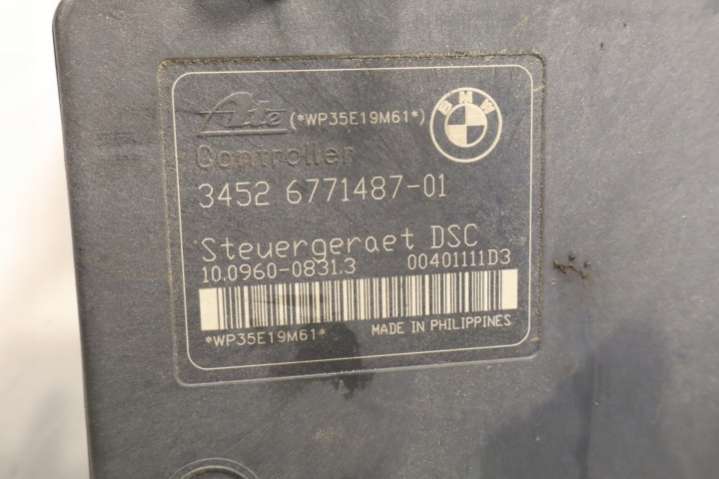 Ate (*WP35E19M61*) BMW
Controller
3452 6771487-01
Steuergeraet DSC
10.0960-0831.3 00401111D3
*WP35E19M61* MADE IN PHILIPPINES